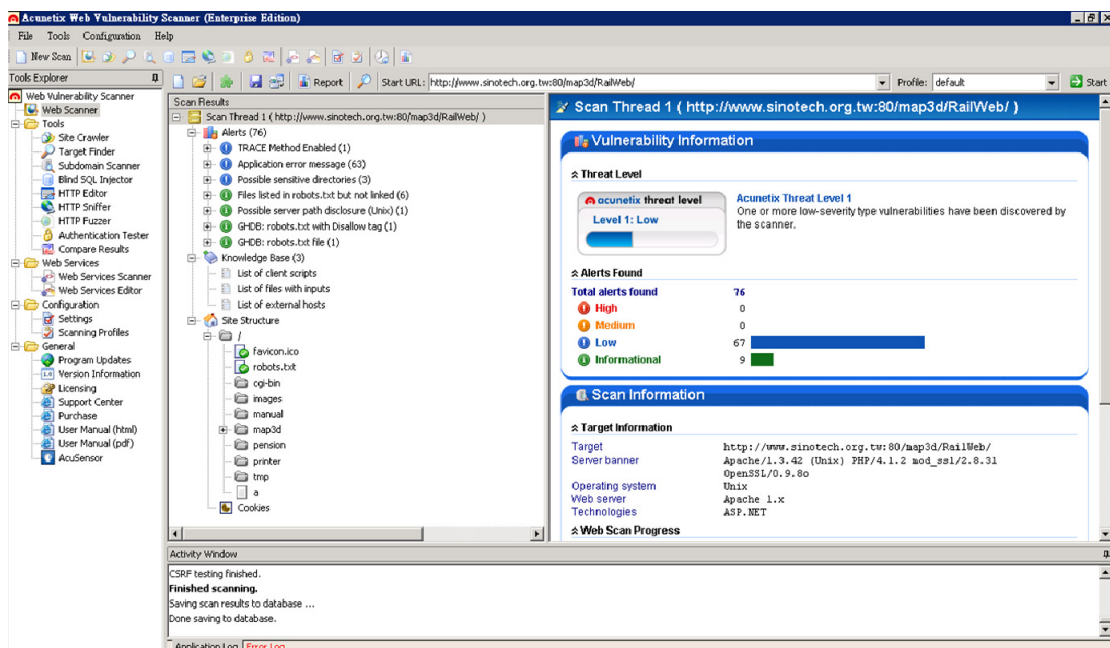 Acunetix Web Vulnerability Scanner (Enterprise Edition)
File Tools Configuration Help
New Scan
Tools Explorer
Report
Start URL: http://www.sinotech.org.tw:80/map3d/RailWeb/
Profile: default
Start
Web Vulnerability Scanner
Web Scanner
Tools
Site Crawler
Target Finder
Subdomain Scanner
Blind SQL Injector
HTTP Editor
HTTP Sniffer
HTTP Fuzzer
Authentication Tester
Compare Results
Web Services
Web Services Scanner
Web Services Editor
Configuration
Settings
Scanning Profiles
General
Program Updates
Version Information
Licensing
Support Center
Purchase
User Manual (html)
User Manual (pdf)
AcuSensor
Scan Results
Scan Thread 1 ( http://www.sinotech.org.tw:80/map3d/RailWeb/ )
Alerts (76)
TRACE Method Enabled (1)
Application error message (63)
Possible sensitive directories (3)
Files listed in robots.txt but not linked (6)
Possible server path disclosure (Unix) (1)
GHDB: robots.txt with Disallow tag (1)
GHDB: robots.txt file (1)
Knowledge Base (3)
List of client scripts
List of files with inputs
List of external hosts
Site Structure
/
favicon.ico
robots.txt
cgi-bin
images
manual
map3d
pension
printer
tmp
a
Cookies
Scan Thread 1 ( http://www.sinotech.org.tw:80/map3d/RailWeb/ )
Vulnerability Information
Threat Level
acunetix threat level
Level 1: Low
Acunetix Threat Level 1
One or more low-severity type vulnerabilities have been discovered by
the scanner.
Alerts Found
Total alerts found 76
High 0
Medium 0
Low 67
Informational 9
Scan Information
Target Information
Target http://www.sinotech.org.tw:80/map3d/RailWeb/
Server banner Apache/1.3.42 (Unix) PHP/4.1.2 mod_ssl/2.8.31
OpenSSL/0.9.8o
Operating system Unix
Web server Apache 1.x
Technologies ASP.NET
Web Scan Progress
Activity Window
CSRF testing finished.
Finished scanning.
Saving scan results to database ...
Done saving to database.
Application Log Error Log